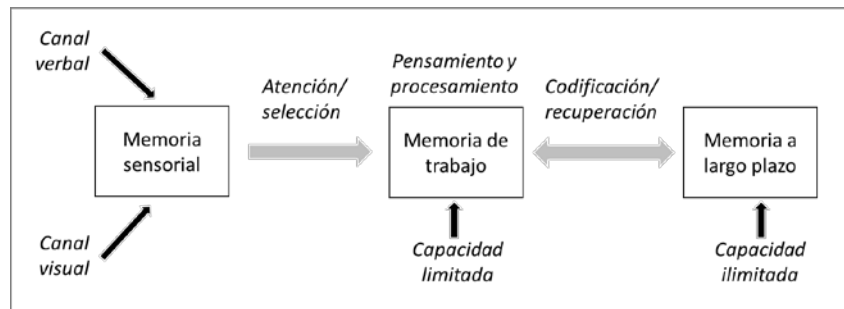 Canal
verbal
Atención/
selección
Pensamiento y
procesamiento
Codificación/
recuperación
Memoria
sensorial
Memoria de
trabajo
Memoria a
largo plazo
Canal
visual
Capacidad
limitada
Capacidad
ilimitada